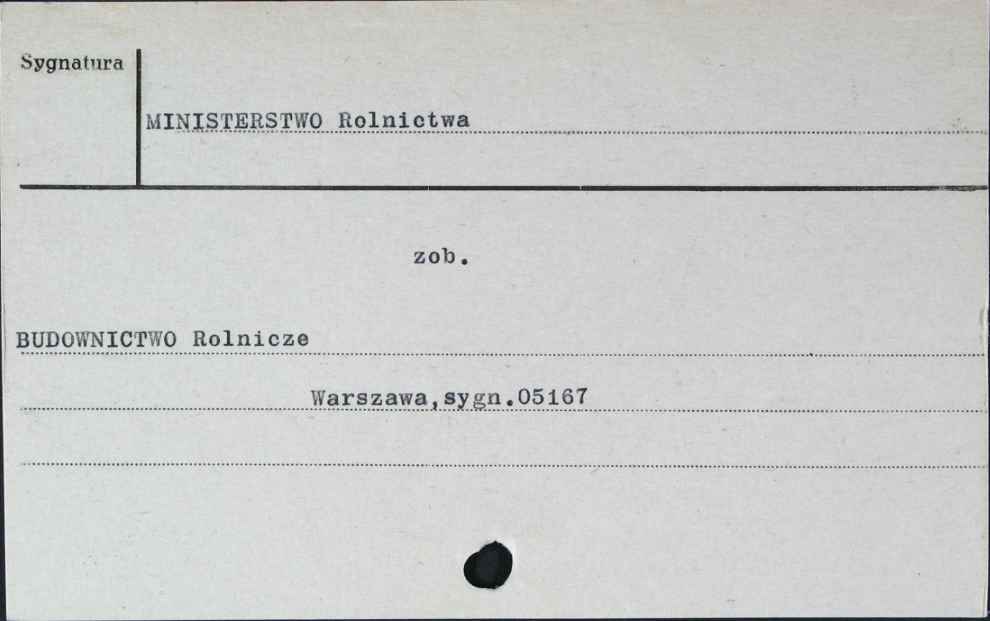 Sygnatura
MINISTERSTWO Rolnictwa
zob.
BUDOWNICTWO Rolnicze
Warszawa,sygn.05167